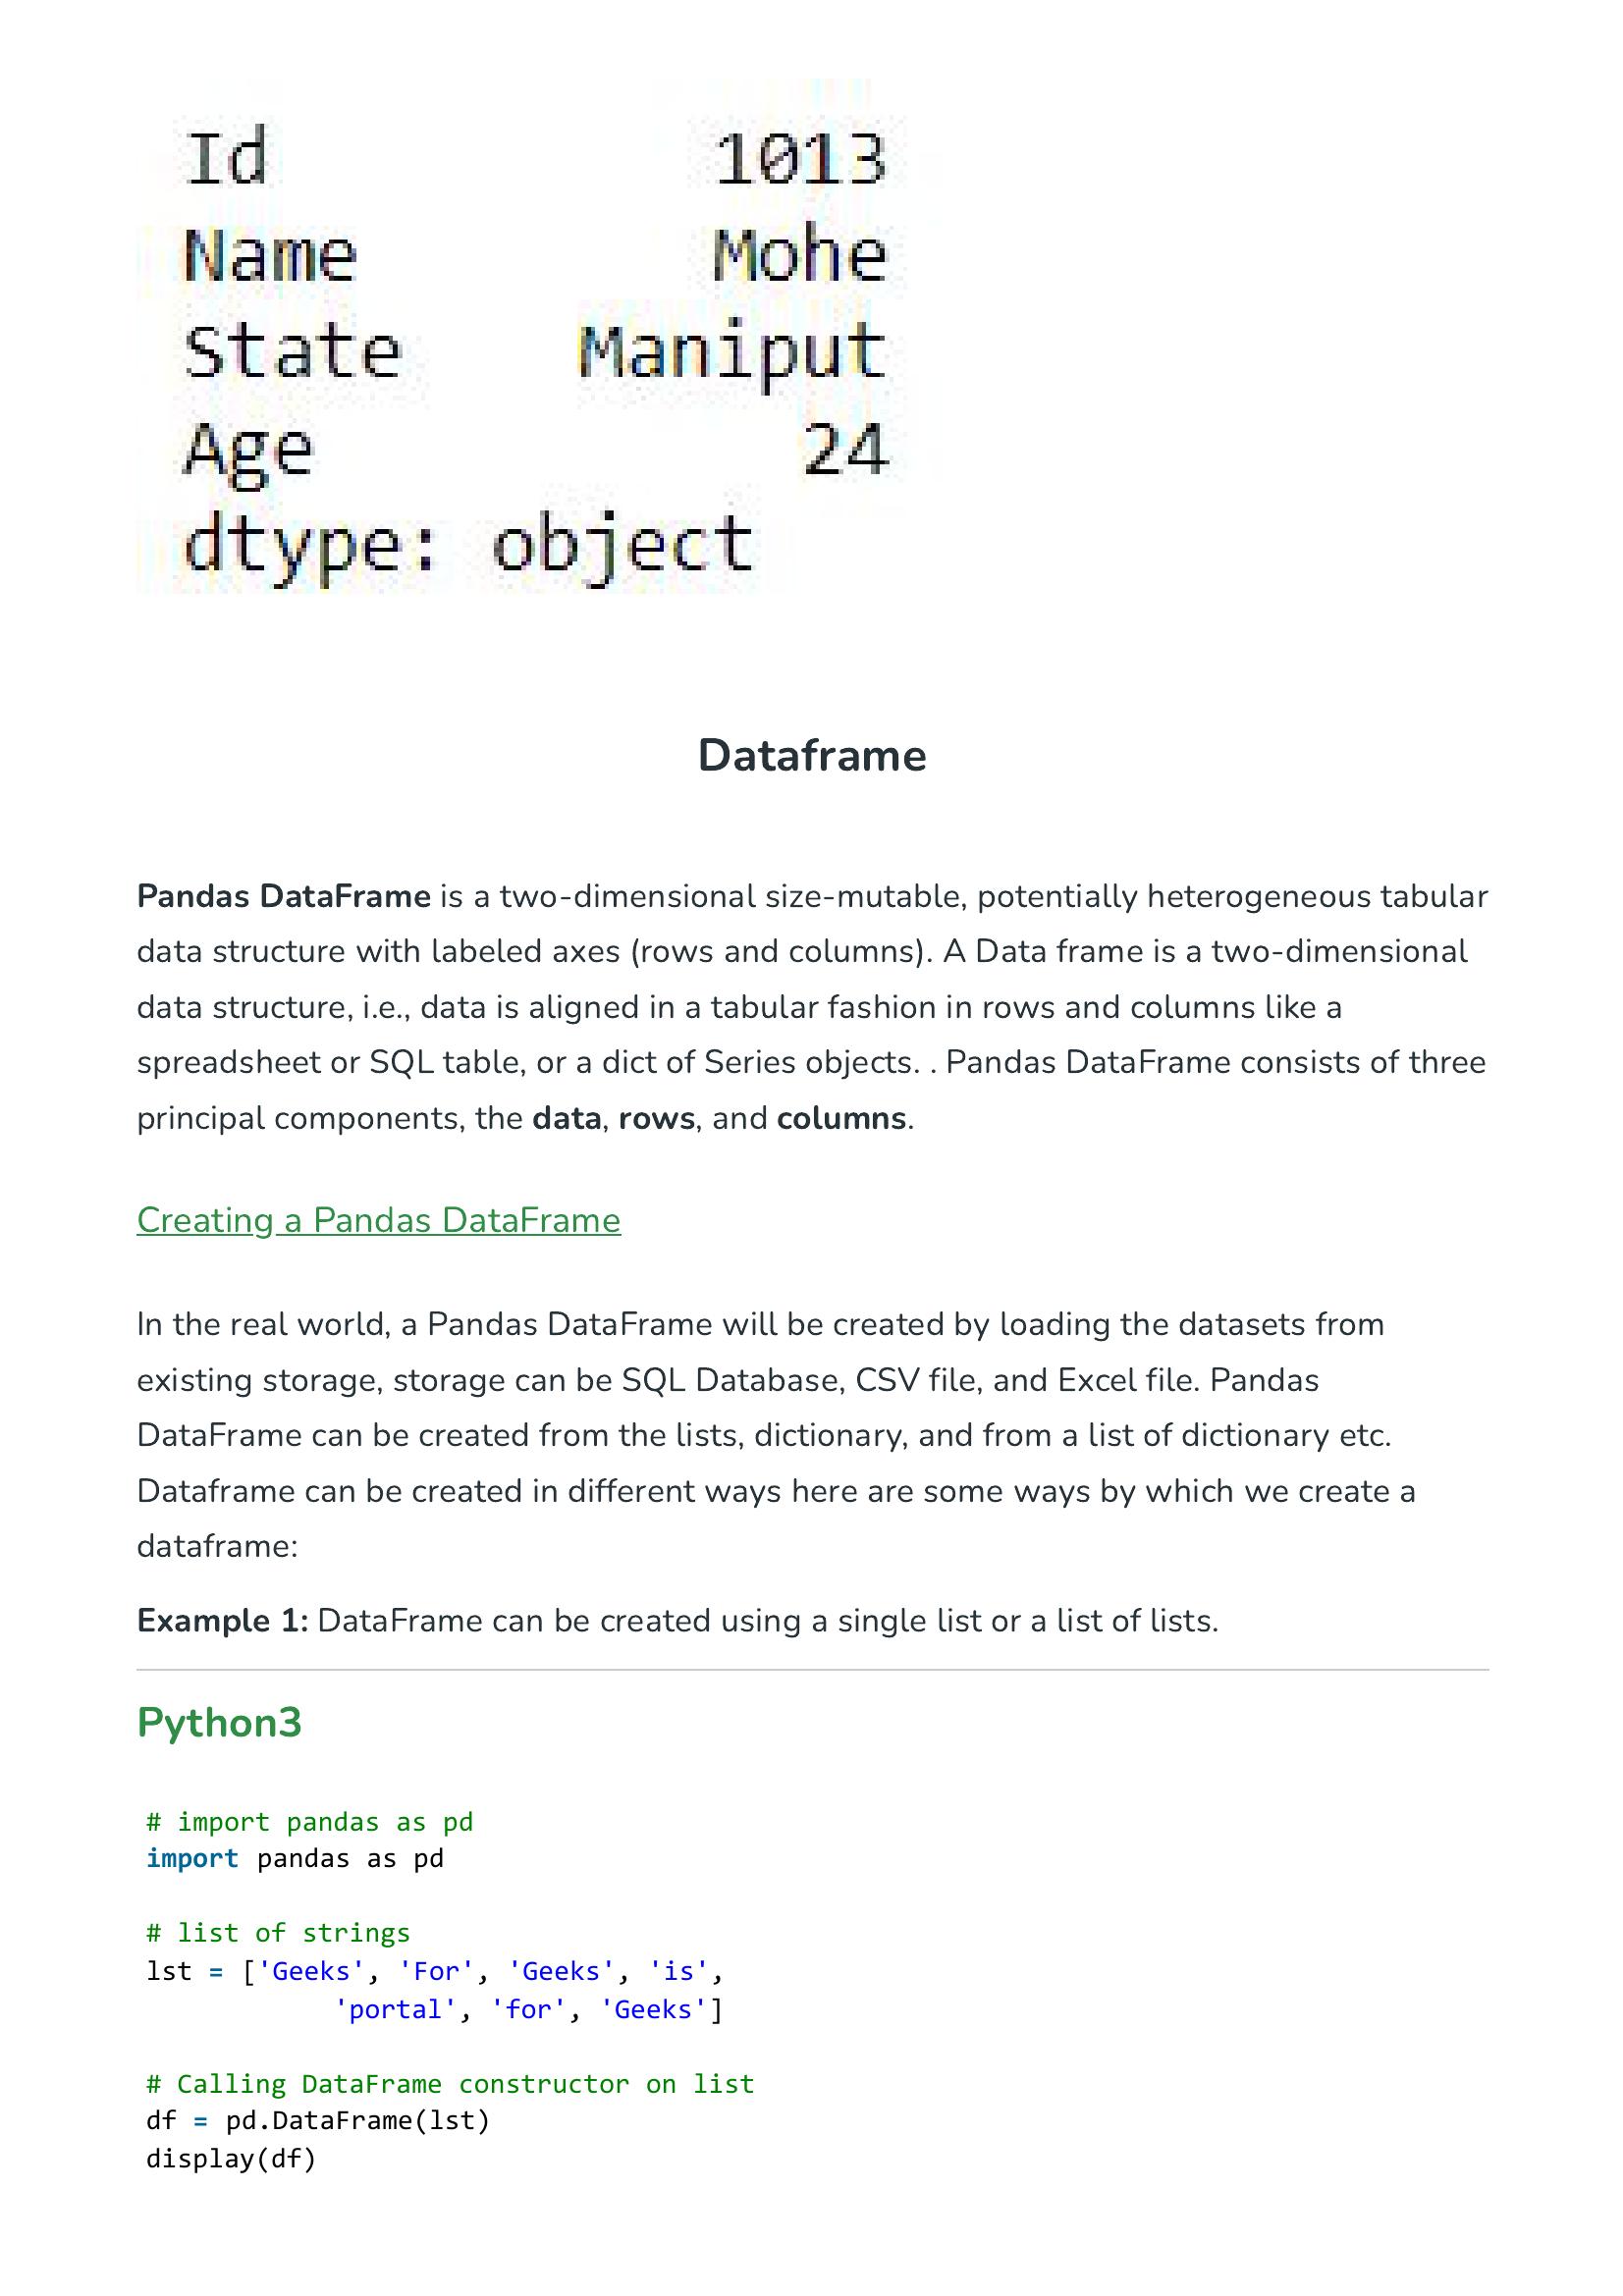 Id 1013
Name Mohe
State Maniput
Age 24
dtype: object
Dataframe
Pandas DataFrame is a two-dimensional size-mutable, potentially heterogeneous tabular
data structure with labeled axes (rows and columns). A Data frame is a two-dimensional
data structure, i.e., data is aligned in a tabular fashion in rows and columns like a
spreadsheet or SQL table, or a dict of Series objects. . Pandas DataFrame consists of three
principal components, the data, rows, and columns.
Creating a Pandas DataFrame
In the real world, a Pandas DataFrame will be created by loading the datasets from
existing storage, storage can be SQL Database, CSV file, and Excel file. Pandas
DataFrame can be created from the lists, dictionary, and from a list of dictionary etc.
Dataframe can be created in different ways here are some ways by which we create a
dataframe:
Example 1: DataFrame can be created using a single list or a list of lists.
Python3
# import pandas as pd
import pandas as pd
# list of strings
lst = ['Geeks', 'For', 'Geeks', 'is',
'portal', 'for', 'Geeks']
# Calling DataFrame constructor on list
df = pd.DataFrame(lst)
display(df)